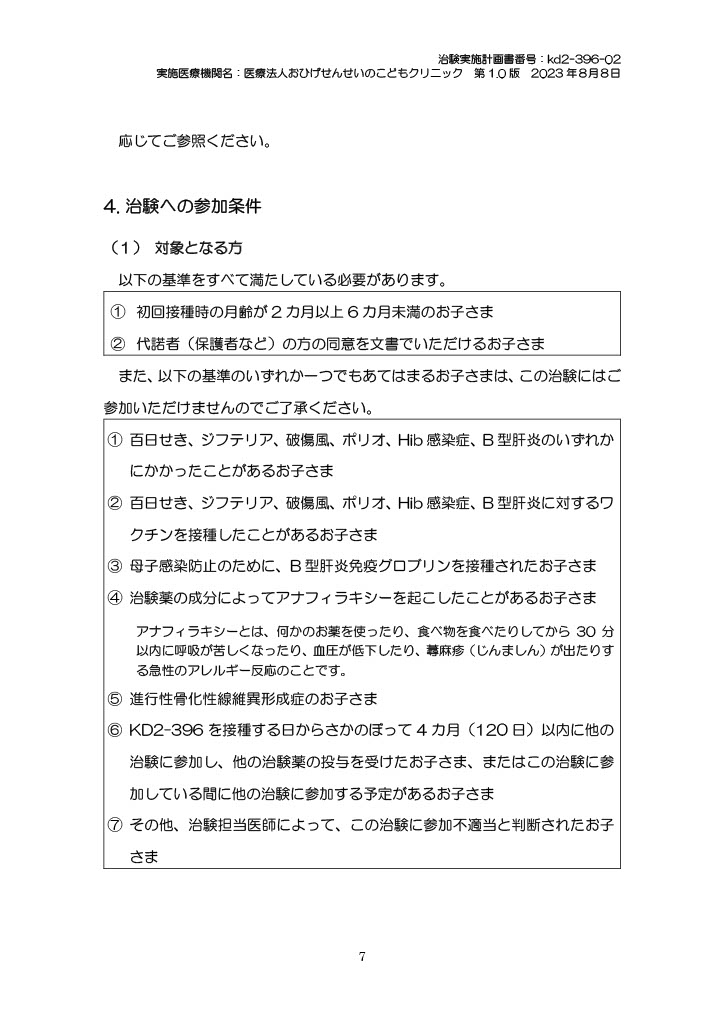 治験実施計画書番号：kd2-396-02
実施医療機関名：医療法人おひげせんせいのこどもクリニック　第1.0版　2023年8月8日
応じてご参照ください。
4. 治験への参加条件
（１）　対象となる方
以下の基準をすべて満たしている必要があります。
① 初回接種時の月齢が２カ月以上６カ月未満のお子さま
② 代諾者（保護者など）の方の同意を文書でいただけるお子さま
また、以下の基準のいずれか一つでもあてはまるお子さまは、この治験にはご
参加いただけませんのでご了承ください。
① 百日せき、ジフテリア、破傷風、ポリオ、Hib感染症、B型肝炎のいずれか
にかかったことがあるお子さま
② 百日せき、ジフテリア、破傷風、ポリオ、Hib感染症、B型肝炎に対するワ
クチンを接種したことがあるお子さま
③ 母子感染防止のために、B型肝炎免疫グロブリンを接種されたお子さま
④ 治験薬の成分によってアナフィラキシーを起こしたことがあるお子さま
アナフィラキシーとは、何かのお薬を使ったり、食べ物を食べたりしてから30分
以内に呼吸が苦しくなったり、血圧が低下したり、蕁麻疹（じんましん）が出たりす
る急性のアレルギー反応のことです。
⑤ 進行性骨化性線維異形成症のお子さま
⑥ KD2-396を接種する日からさかのぼって４カ月（120日）以内に他の
治験に参加し、他の治験薬の投与を受けたお子さま、またはこの治験に参
加している間に他の治験に参加する予定があるお子さま
⑦ その他、治験担当医師によって、この治験に参加不適当と判断されたお子
さま
7